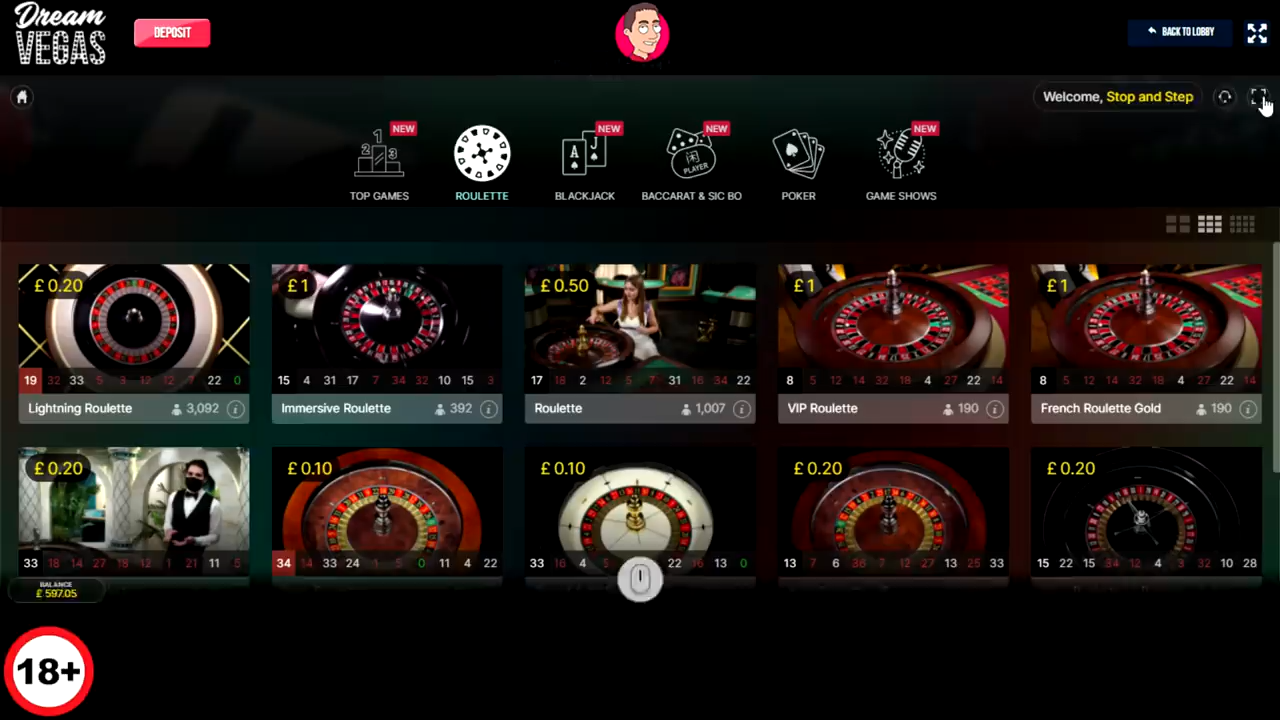 Dream
VEGAS
DEPOSIT
BACK TO LOBBY
Welcome, Stop and Step
NEW
NEW
NEW
NEW
1
2 3
A J
PLAYER
TOP GAMES
ROULETTE
BLACKJACK
BACCARAT & SIC BO
POKER
GAME SHOWS
£ 0.20
£ 1
£ 0.50
£ 1
£ 1
19 32 33 5 3 12 12 7 22 0
15 4 31 17 7 34 32 10 15 3
17 18 2 12 5 7 31 16 34 22
8 5 12 14 32 18 4 27 22 14
8 5 12 14 32 18 4 27 22 14
Lightning Roulette 3,092
Immersive Roulette 392
Roulette 1,007
VIP Roulette 190
French Roulette Gold 190
£ 0.20
£ 0.10
£ 0.10
£ 0.20
£ 0.20
33 18 14 27 18 12 1 21 11 5
34 14 33 24 1 5 0 11 4 22
33 16 4 22 16 13 0
13 7 6 36 7 12 27 13 25 33
15 22 15 34 12 4 3 32 10 28
BALANCE
£ 597.05
18+